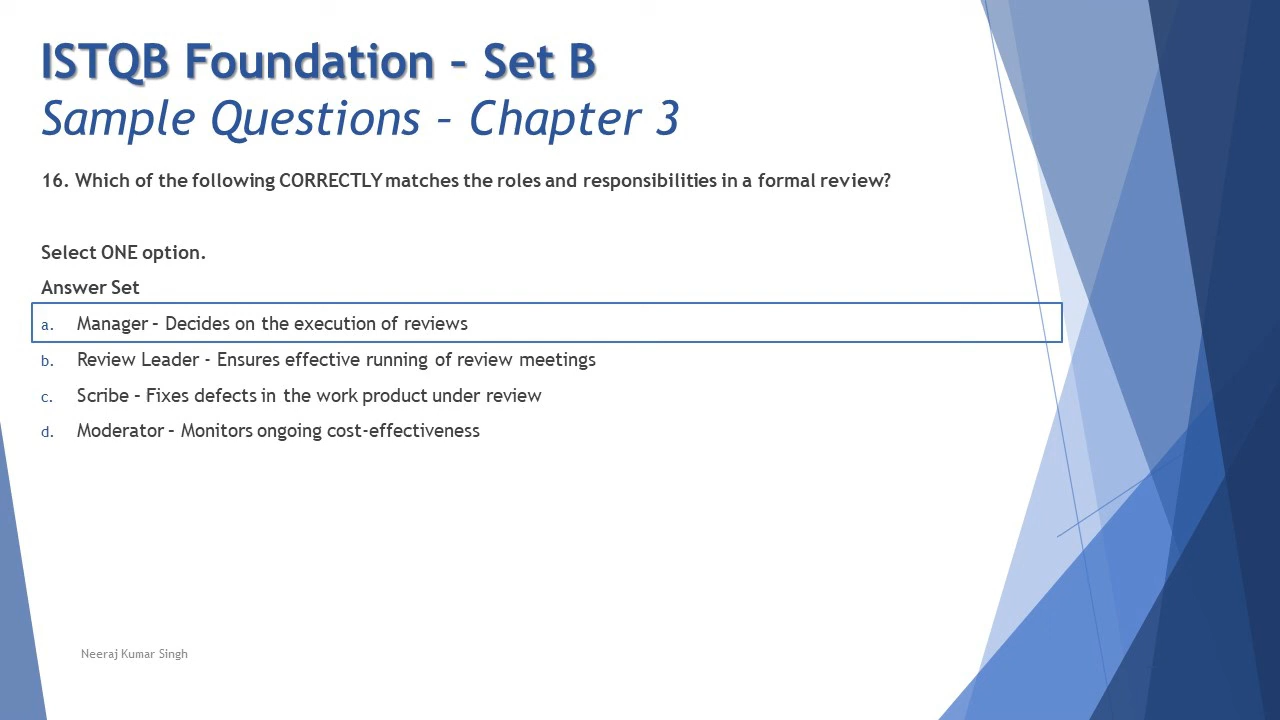 ISTQB Foundation – Set B
Sample Questions – Chapter 3
16. Which of the following CORRECTLY matches the roles and responsibilities in a formal review?
Select ONE option.
Answer Set
a. Manager – Decides on the execution of reviews
b. Review Leader - Ensures effective running of review meetings
c. Scribe – Fixes defects in the work product under review
d. Moderator – Monitors ongoing cost-effectiveness
Neeraj Kumar Singh